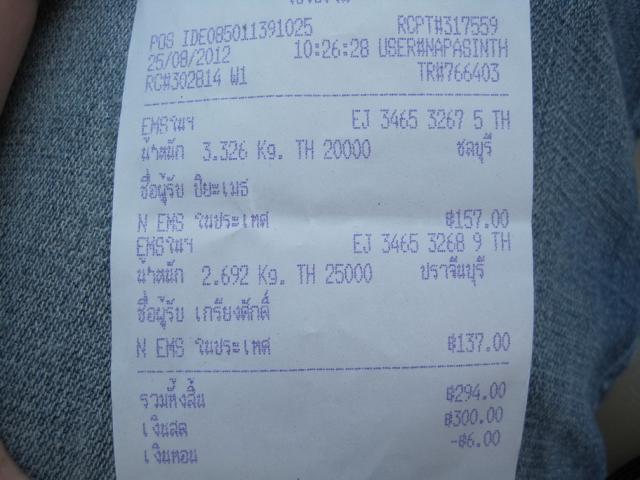 POS IDE085011391025 RCPT#317559
25/08/2012 10:26:28 USER#NAPASINTH
RC#302814 W1 TR#766403
EMSในฯ EJ 3465 3267 5 TH
น้ำหนัก 3.326 Kg. TH 20000 ชลบุรี
ชื่อผู้รับ ปิยะเมธ
N EMS ในประเทศ ฿157.00
EMSในฯ EJ 3465 3268 9 TH
น้ำหนัก 2.692 Kg. TH 25000 ปราจีนบุรี
ชื่อผู้รับ เกรียงศักดิ์
N EMS ในประเทศ ฿137.00
รวมทั้งสิ้น ฿294.00
เงินสด ฿300.00
เงินทอน -฿6.00